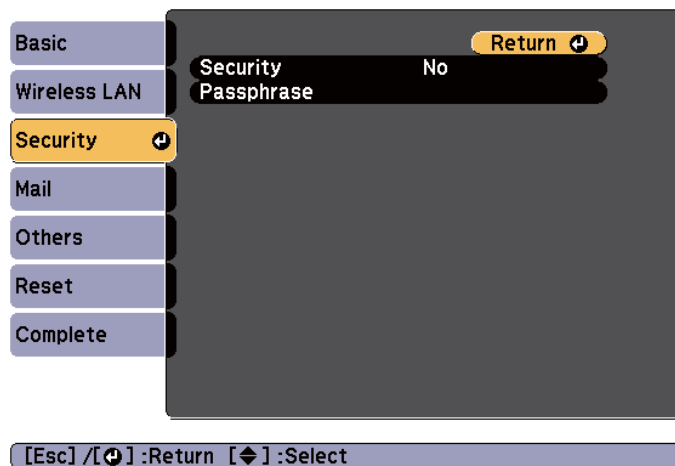 Basic
Wireless LAN
Security
Mail
Others
Reset
Complete
Return
Security No
Passphrase
[Esc] /[ ] :Return [ ] :Select